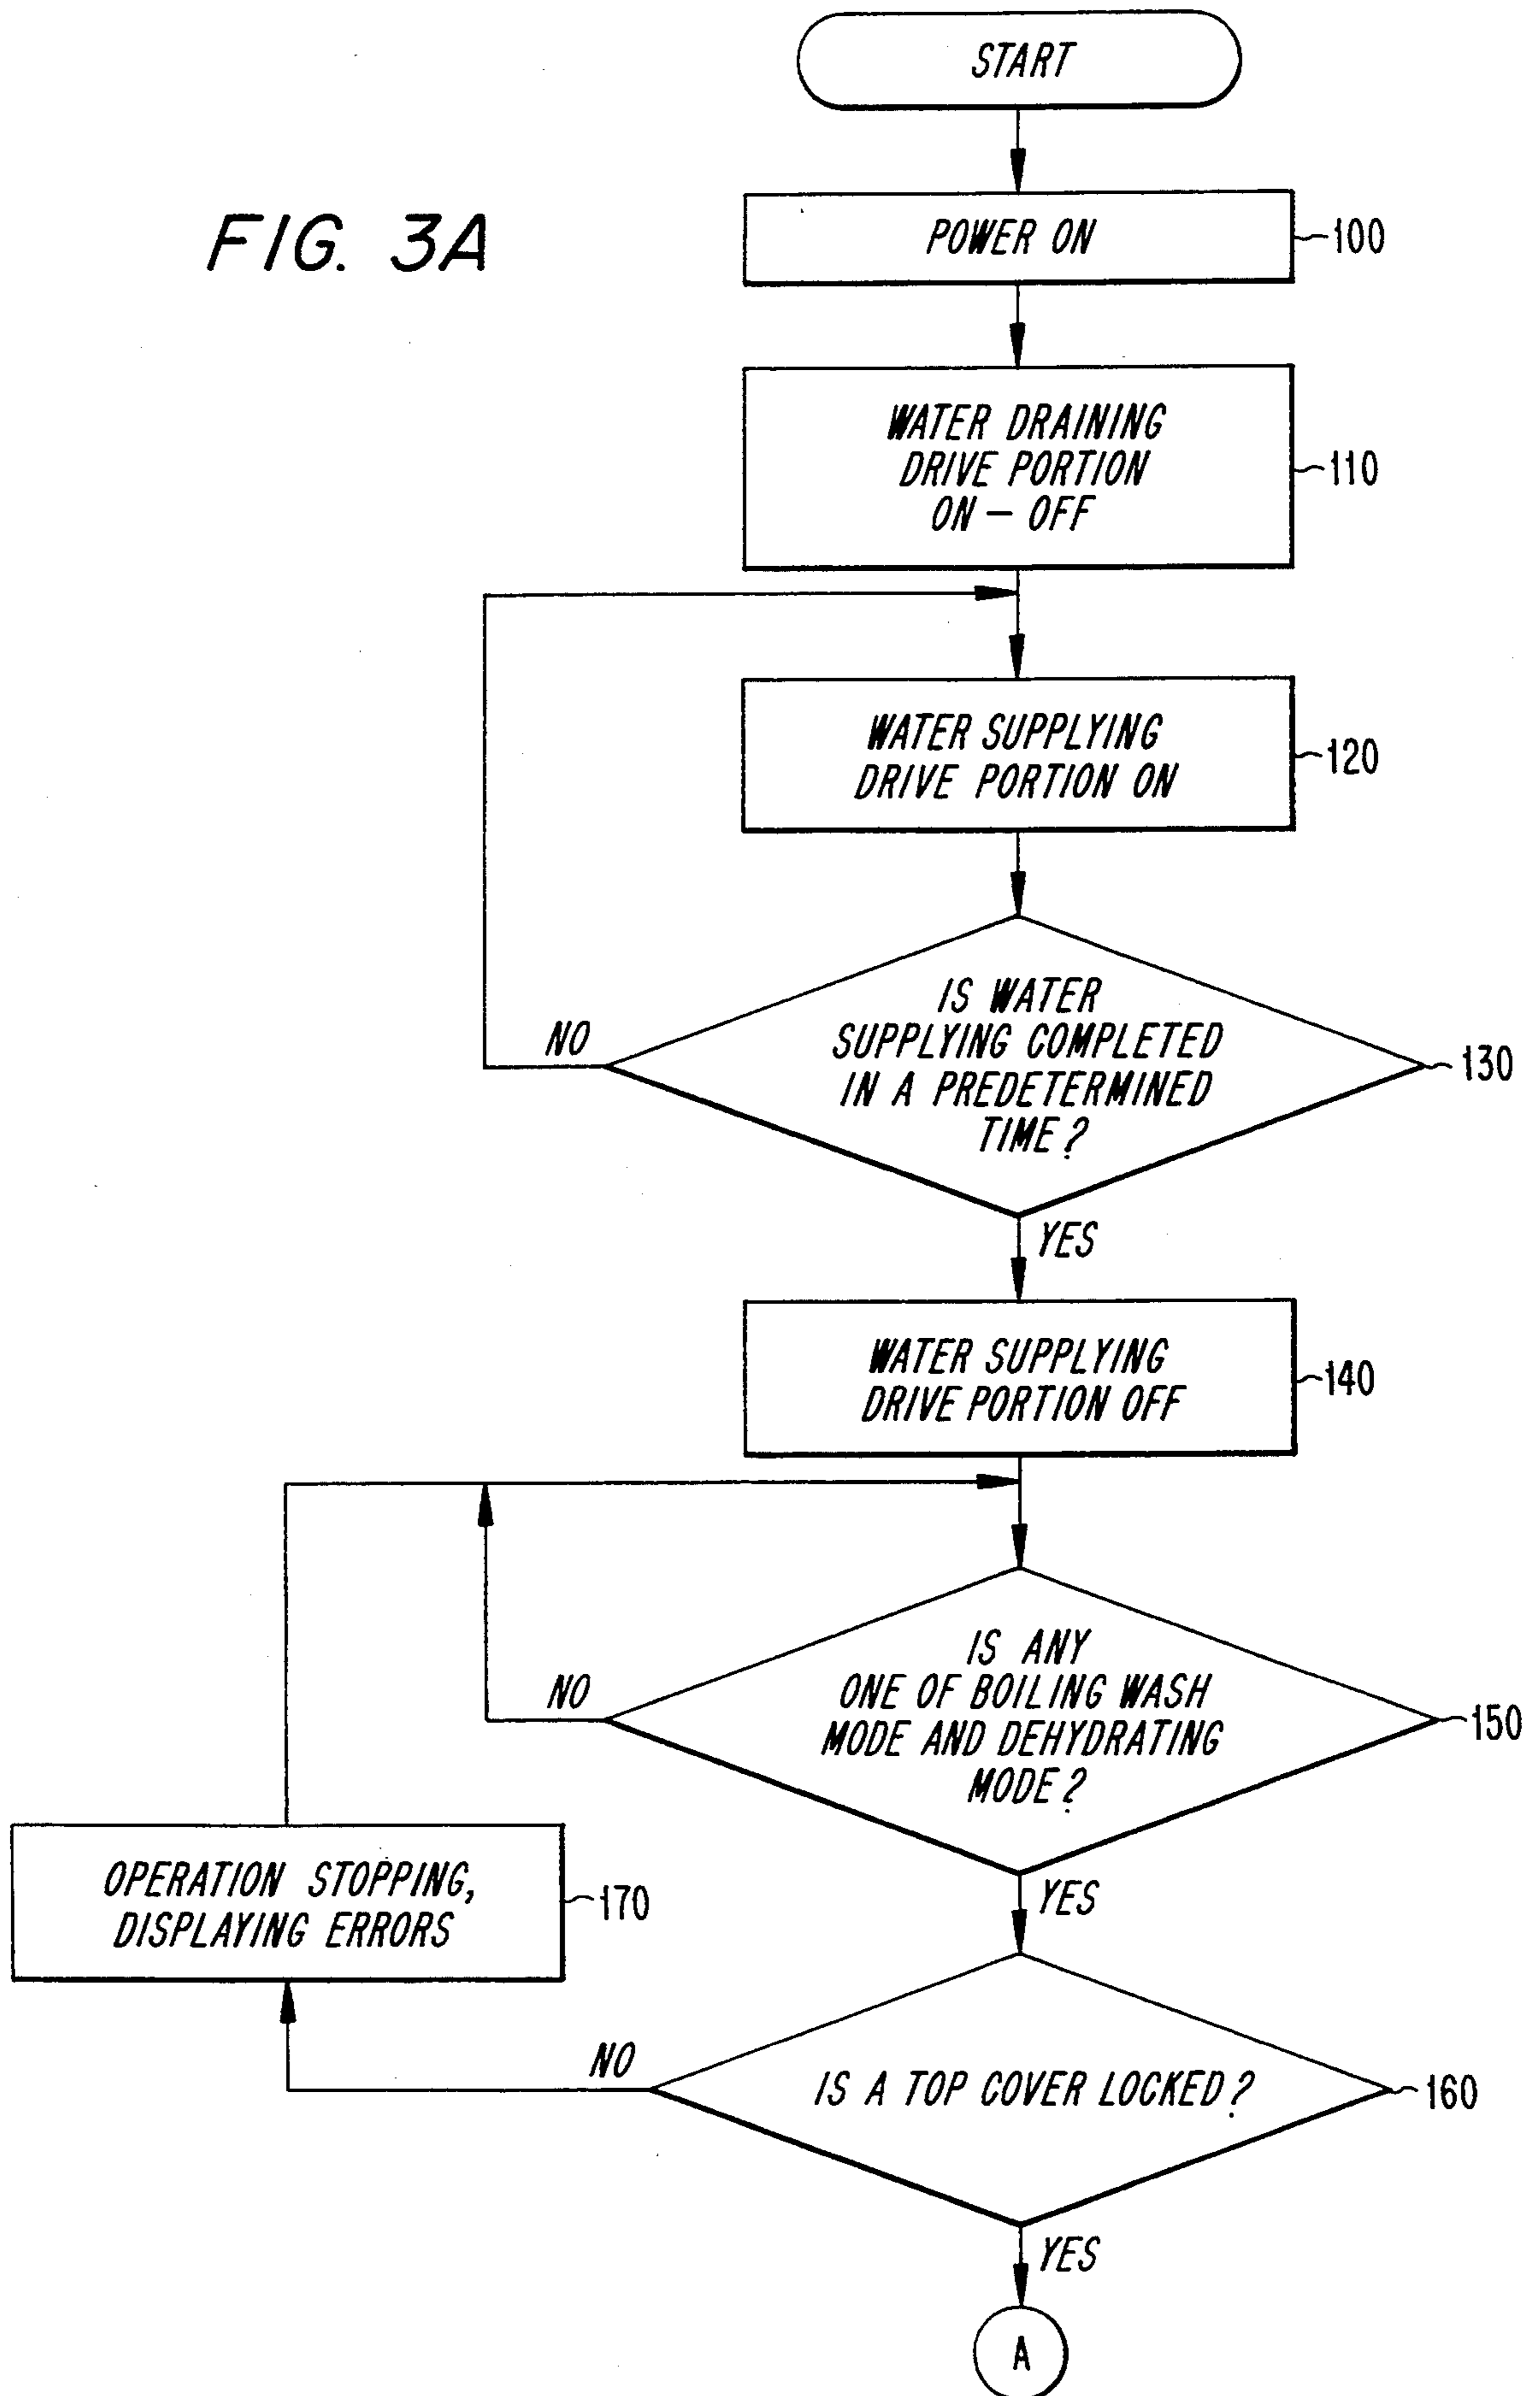 START
FIG. 3A
POWER ON
100
WATER DRAINING
DRIVE PORTION
ON - OFF
110
WATER SUPPLYING
DRIVE PORTION ON
120
IS WATER
SUPPLYING COMPLETED
IN A PREDETERMINED
TIME?
130
NO
YES
WATER SUPPLYING
DRIVE PORTION OFF
140
IS ANY
ONE OF BOILING WASH
MODE AND DEHYDRATING
MODE?
150
NO
YES
OPERATION STOPPING,
DISPLAYING ERRORS
170
NO
IS A TOP COVER LOCKED?
160
YES
A